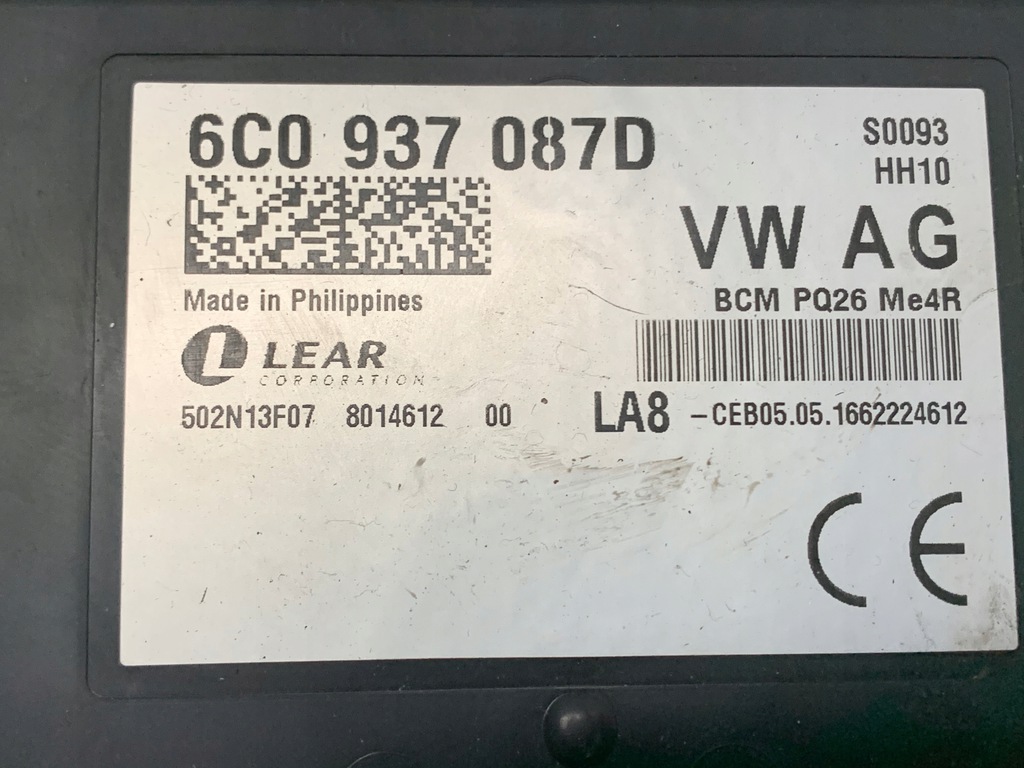 6C0 937 087D
S0093
HH10
VW AG
Made in Philippines
BCM PQ26 Me4R
LEAR
CORPORATION
502N13F07 8014612 00
LA8 -CEB05.05.1662224612
CE